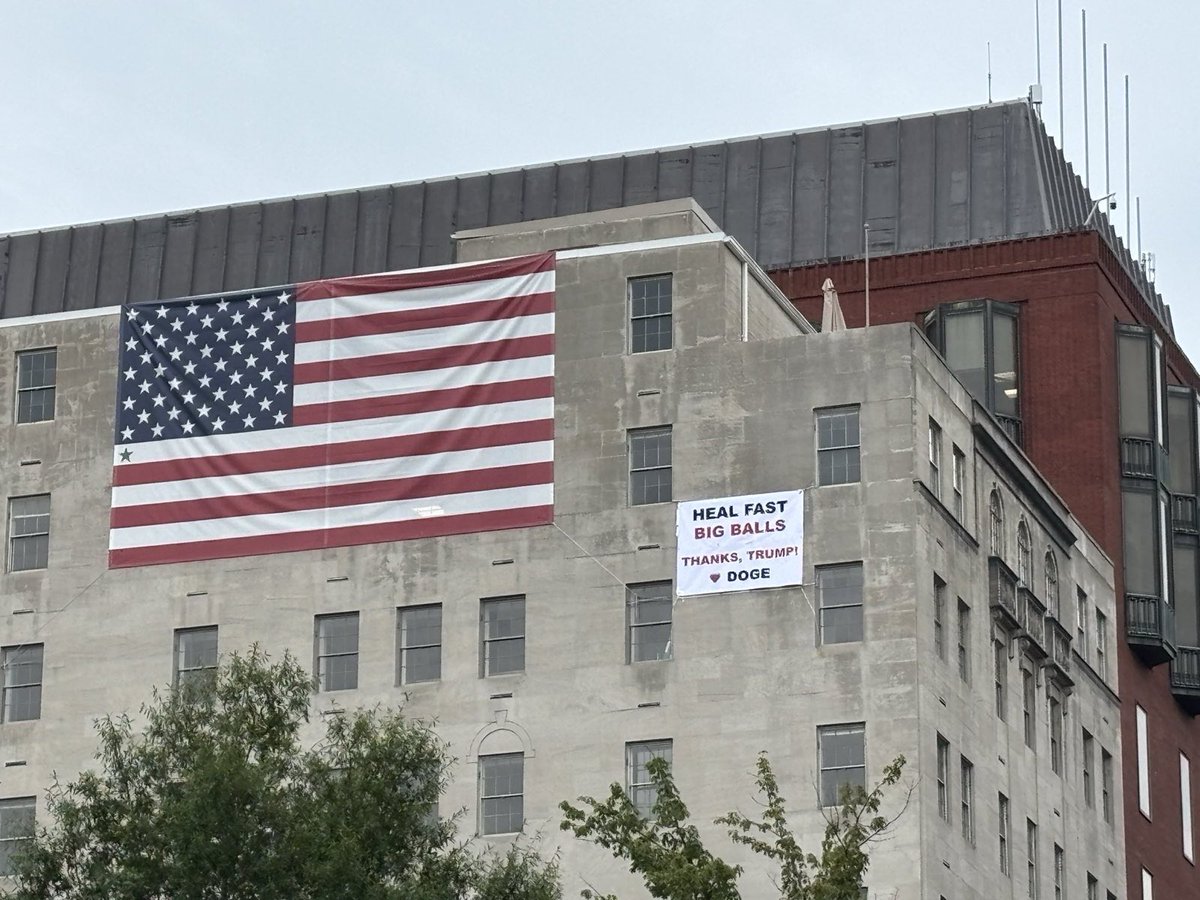 HEAL FAST
BIG BALLS
THANKS, TRUMP!
♥ DOGE